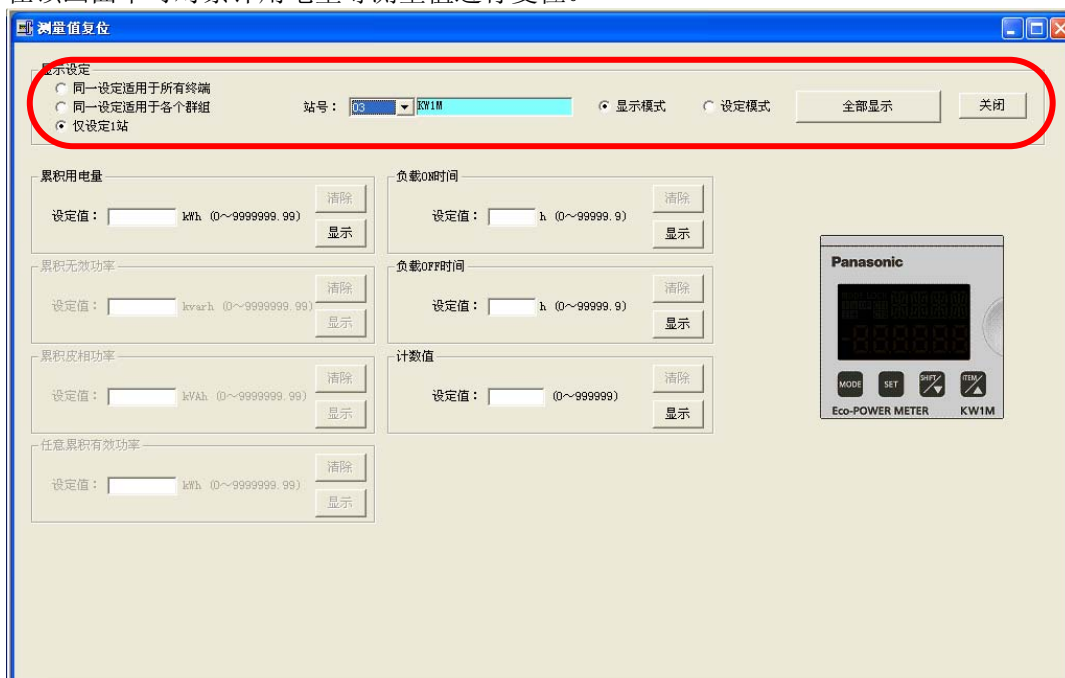 测量值复位
显示设定
同一设定适用于所有终端
同一设定适用于各个群组
仅设定1站
站号： 03 KW1M
显示模式 设定模式 全部显示 关闭
累积用电量
设定值： kWh (0～9999999.99) 清除 显示
累积无效功率
设定值： kvarh (0～9999999.99) 清除 显示
累积皮相功率
设定值： kVAh (0～9999999.99) 清除 显示
任意累积有效功率
设定值： kWh (0～9999999.99) 清除 显示
负载ON时间
设定值： h (0～99999.9) 清除 显示
负载OFF时间
设定值： h (0～99999.9) 清除 显示
计数值
设定值： (0～999999) 清除 显示
Panasonic
MODE SET SHIFT/ ITEM/
Eco-POWER METER KW1M